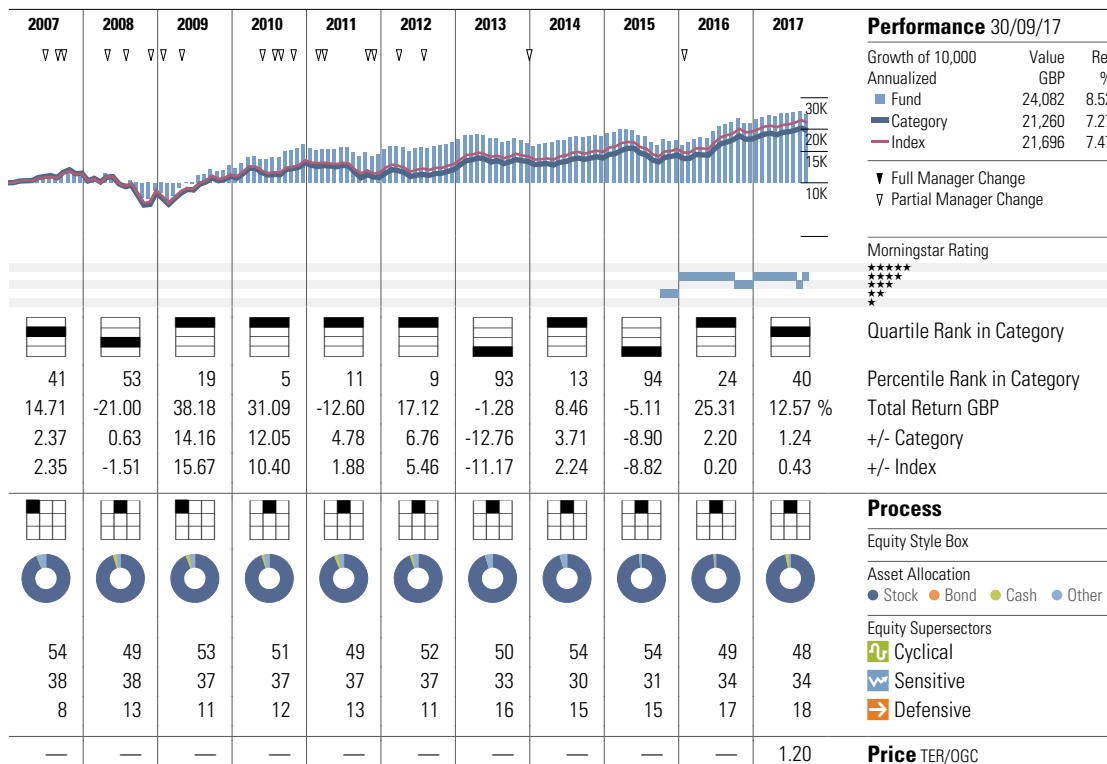 2007 2008 2009 2010 2011 2012 2013 2014 2015 2016 2017 Performance 30/09/17
Growth of 10,000 Value
Annualized GBP %
Fund 24,082
Category 21,260
Index 21,696
30K
20K
15K
10K
▼ Full Manager Change
▽ Partial Manager Change
Morningstar Rating
★★★★★
★★★★
★★★
★★
★
Quartile Rank in Category
41 53 19 5 11 9 93 13 94 24 40 Percentile Rank in Category
14.71 -21.00 38.18 31.09 -12.60 17.12 -1.28 8.46 -5.11 25.31 12.57 % Total Return GBP
2.37 0.63 14.16 12.05 4.78 6.76 -12.76 3.71 -8.90 2.20 1.24 +/- Category
2.35 -1.51 15.67 10.40 1.88 5.46 -11.17 2.24 -8.82 0.20 0.43 +/- Index
Process
Equity Style Box
Asset Allocation
Stock Bond Cash Other
Equity Supersectors
54 49 53 51 49 52 50 54 54 49 48 Cyclical
38 38 37 37 37 37 33 30 31 34 34 Sensitive
8 13 11 12 13 11 16 15 15 17 18 Defensive
— — — — — — — — — — 1.20 Price TER/OGC